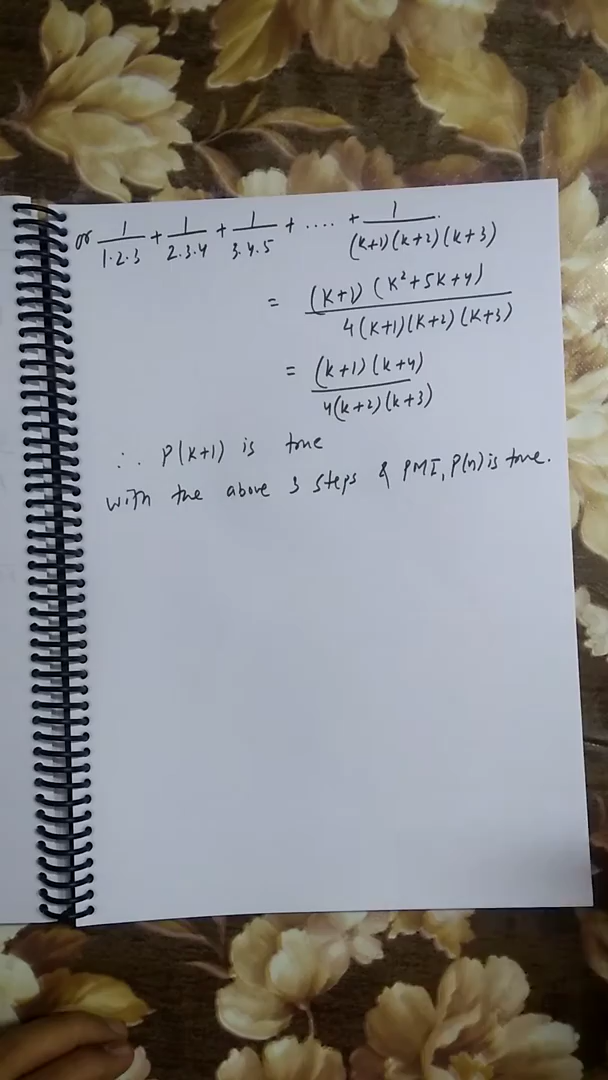 or 1/1·2·3 + 1/2·3·4 + 1/3·4·5 + .... + 1/(k+1)(k+2)(k+3)
= (k+1)(k²+5k+4)/4(k+1)(k+2)(k+3)
= (k+1)(k+4)/4(k+2)(k+3)
∴ P(k+1) is true
with the above 3 steps & PMI, P(n) is true.